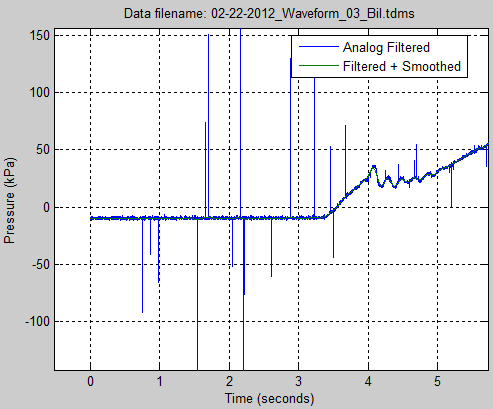 Data filename: 02-22-2012_Waveform_03_Bil.tdms
150
100
50
0
-50
-100
Pressure (kPa)
Analog Filtered
Filtered + Smoothed
0 1 2 3 4 5
Time (seconds)